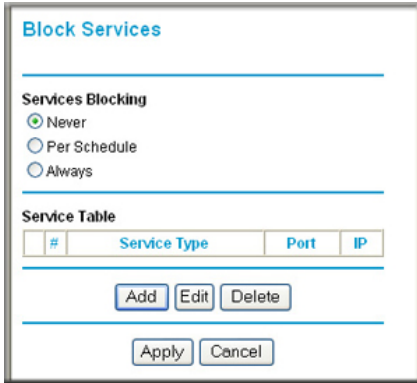 Block Services
Services Blocking
Never
Per Schedule
Always
Service Table
# Service Type Port IP
Add Edit Delete
Apply Cancel